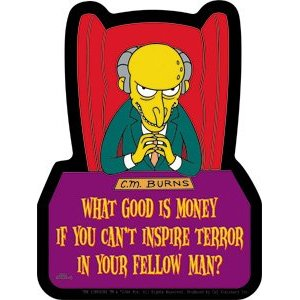 C.M. BURNS
WHAT GOOD IS MONEY
IF YOU CAN'T INSPIRE TERROR
IN YOUR FELLOW MAN?